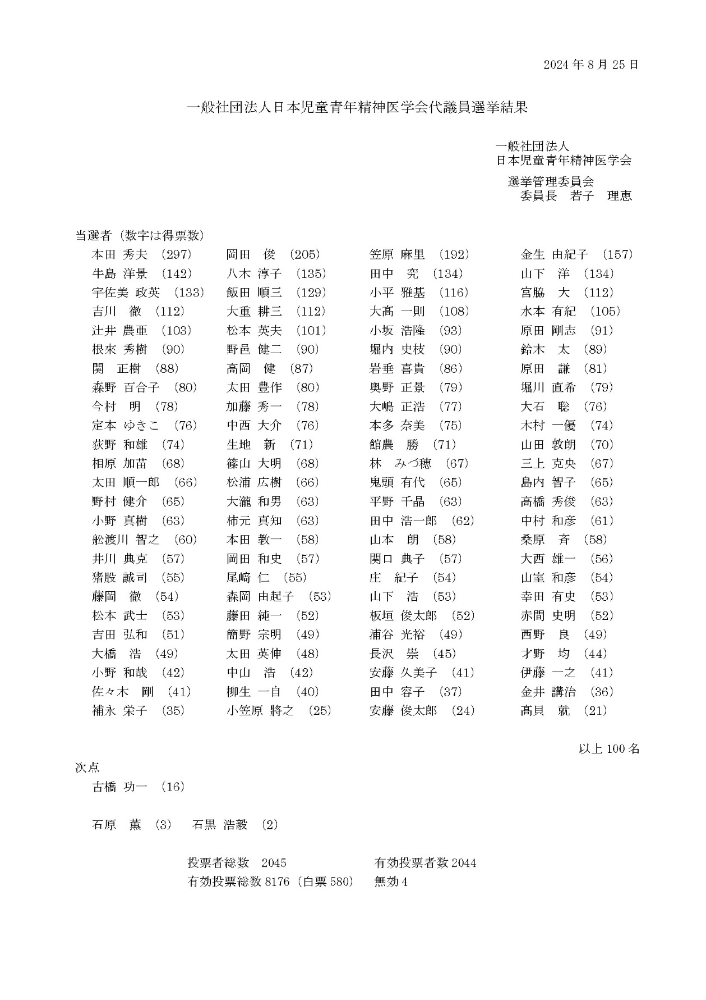 2024 年 8 月 25 日
一般社団法人日本児童青年精神医学会代議員選挙結果
一般社団法人
日本児童青年精神医学会
選挙管理委員会
委員長　若子　理恵
当選者（数字は得票数）
本田 秀夫 （297） 岡田　俊 （205） 笠原 麻里 （192） 金生 由紀子 （157）
牛島 洋景 （142） 八木 淳子 （135） 田中　究 （134） 山下　洋 （134）
宇佐美 政英 （133） 飯田 順三 （129） 小平 雅基 （116） 宮脇　大 （112）
吉川　徹 （112） 大重 耕三 （112） 大髙 一則 （108） 水本 有紀 （105）
辻井 農亜 （103） 松本 英夫 （101） 小坂 浩隆 （93） 原田 剛志 （91）
根來 秀樹 （90） 野邑 健二 （90） 堀内 史枝 （90） 鈴木　太 （89）
関　正樹 （88） 高岡　健 （87） 岩垂 喜貴 （86） 原田　謙 （81）
森野 百合子 （80） 太田 豊作 （80） 奥野 正景 （79） 堀川 直希 （79）
今村　明 （78） 加藤 秀一 （78） 大嶋 正浩 （77） 大石　聡 （76）
定本 ゆきこ （76） 中西 大介 （76） 本多 奈美 （75） 木村 一優 （74）
荻野 和雄 （74） 生地　新 （71） 館農　勝 （71） 山田 敦朗 （70）
相原 加苗 （68） 篠山 大明 （68） 林　みづ穂 （67） 三上 克央 （67）
太田 順一郎 （66） 松浦 広樹 （66） 鬼頭 有代 （65） 島内 智子 （65）
野村 健介 （65） 大瀧 和男 （63） 平野 千晶 （63） 高橋 秀俊 （63）
小野 真樹 （63） 柿元 真知 （63） 田中 浩一郎 （62） 中村 和彦 （61）
舩渡川 智之 （60） 本田 教一 （58） 山本　朗 （58） 桑原　斉 （58）
井川 典克 （57） 岡田 和史 （57） 関口 典子 （57） 大西 雄一 （56）
猪股 誠司 （55） 尾﨑 仁 （55） 庄　紀子 （54） 山室 和彦 （54）
藤岡　徹 （54） 森岡 由起子 （53） 山下　浩 （53） 幸田 有史 （53）
松本 武士 （53） 藤田 純一 （52） 板垣 俊太郎 （52） 赤間 史明 （52）
吉田 弘和 （51） 簡野 宗明 （49） 浦谷 光裕 （49） 西野　良 （49）
大橋　浩 （49） 太田 英伸 （48） 長沢　崇 （45） 才野　均 （44）
小野 和哉 （42） 中山　浩 （42） 安藤 久美子 （41） 伊藤 一之 （41）
佐々木　剛 （41） 柳生 一自 （40） 田中 容子 （37） 金井 講治 （36）
補永 栄子 （35） 小笠原 將之 （25） 安藤 俊太郎 （24） 髙貝　就 （21）
以上 100 名
次点
古橋 功一 （16）
石原　薫 （3） 石黒 浩毅 （2）
投票者総数　2045 有効投票者数 2044
有効投票総数 8176（白票 580） 無効 4